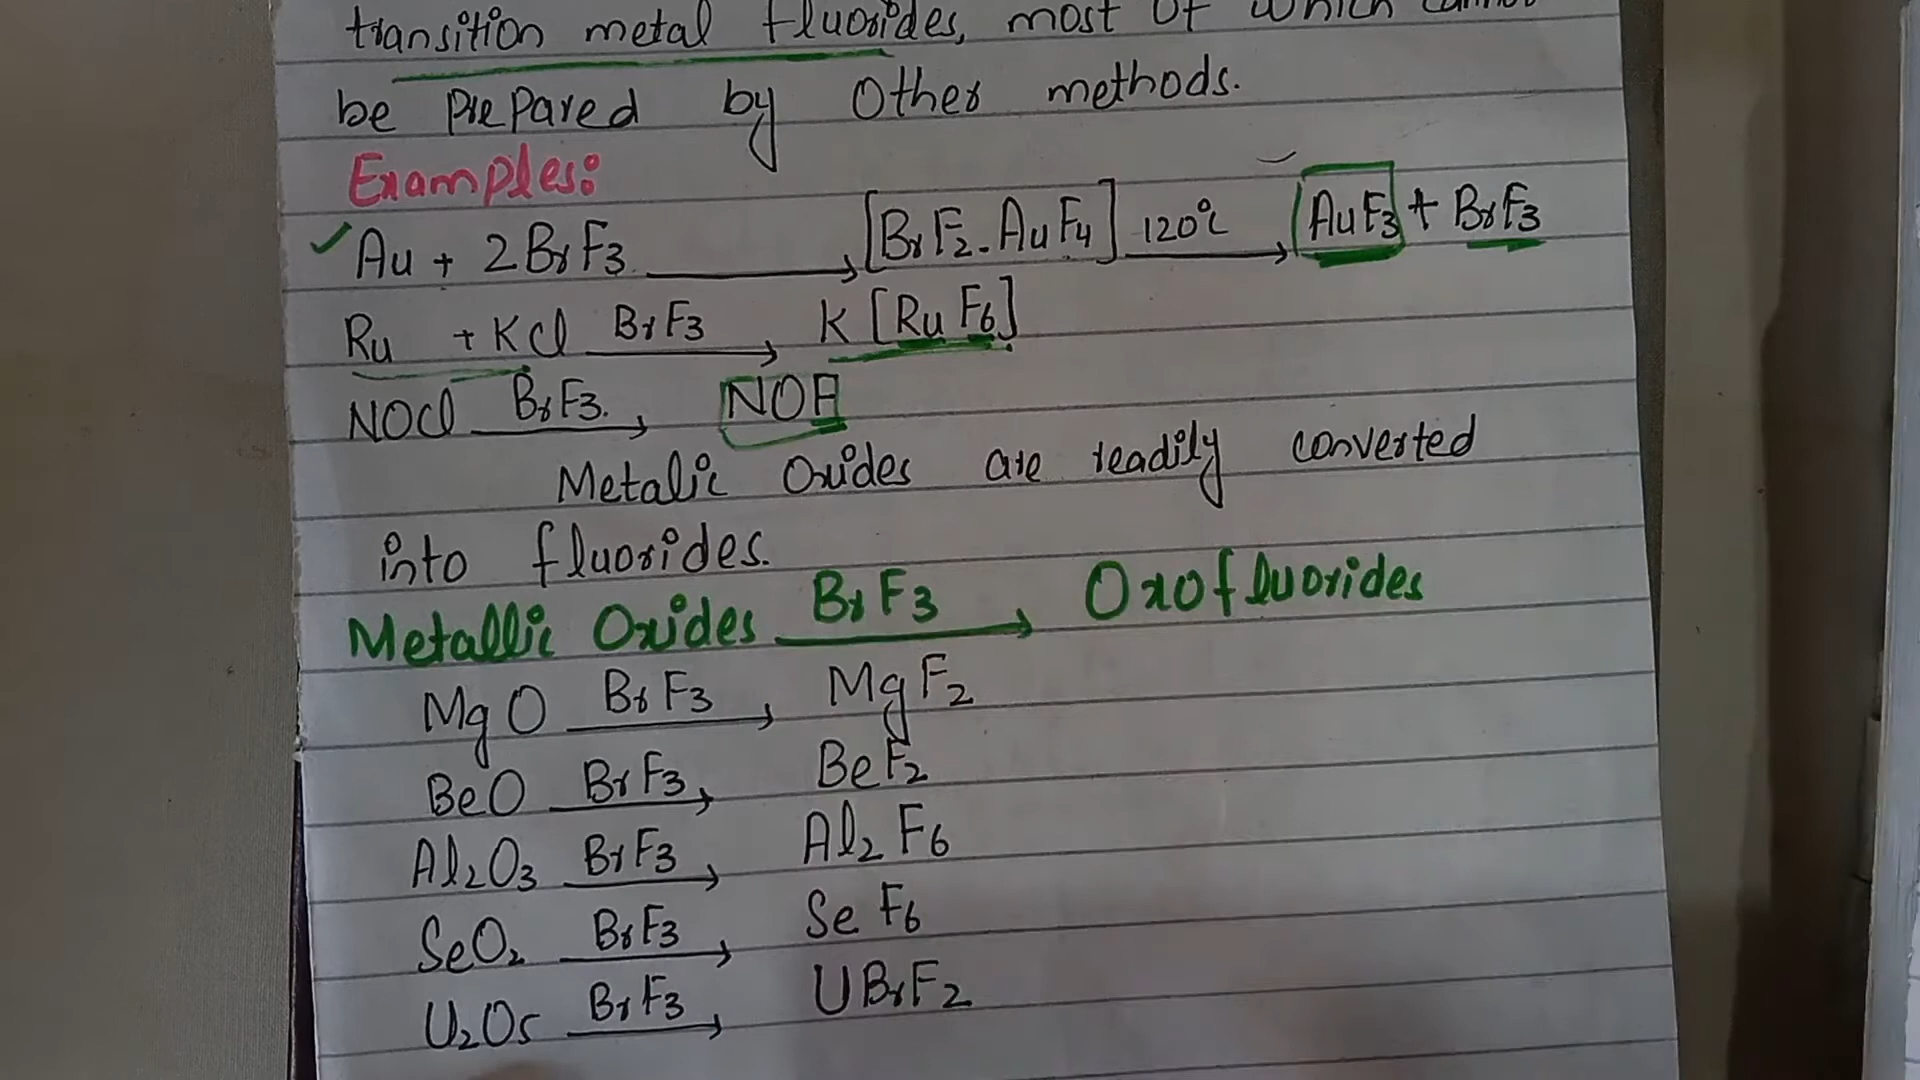 transition metal fluorides, most of which cannot
be prepared by Other methods.
Examples:
✓ Au + 2BrF3 ⟶ [BrF2.AuF4] 120°C ⟶ AuF3 + BrF3
Ru + KCl BrF3 ⟶ K[RuF6]
NOCl BrF3. ⟶ NOF
Metalic Oxides are readily converted
into fluorides.
Metallic Oxides BrF3 ⟶ Oxofluorides
MgO BrF3 ⟶ MgF2
BeO BrF3 ⟶ BeF2
Al2O3 BrF3 ⟶ Al2F6
SeO2 BrF3 ⟶ SeF6
U2O5 BrF3 ⟶ UBrF2